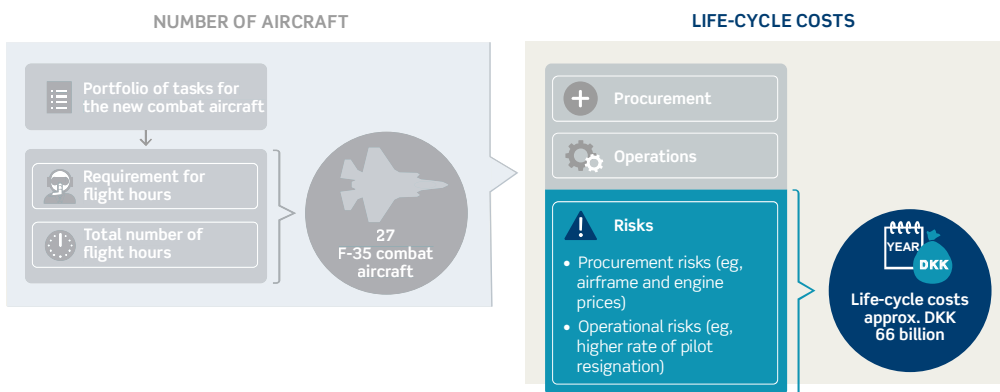 NUMBER OF AIRCRAFT
Portfolio of tasks for
the new combat aircraft
Requirement for
flight hours
Total number of
flight hours
27
F-35 combat
aircraft
LIFE-CYCLE COSTS
Procurement
Operations
Risks
• Procurement risks (eg,
airframe and engine
prices)
• Operational risks (eg,
higher rate of pilot
resignation)
YEAR
DKK
Life-cycle costs
approx. DKK
66 billion